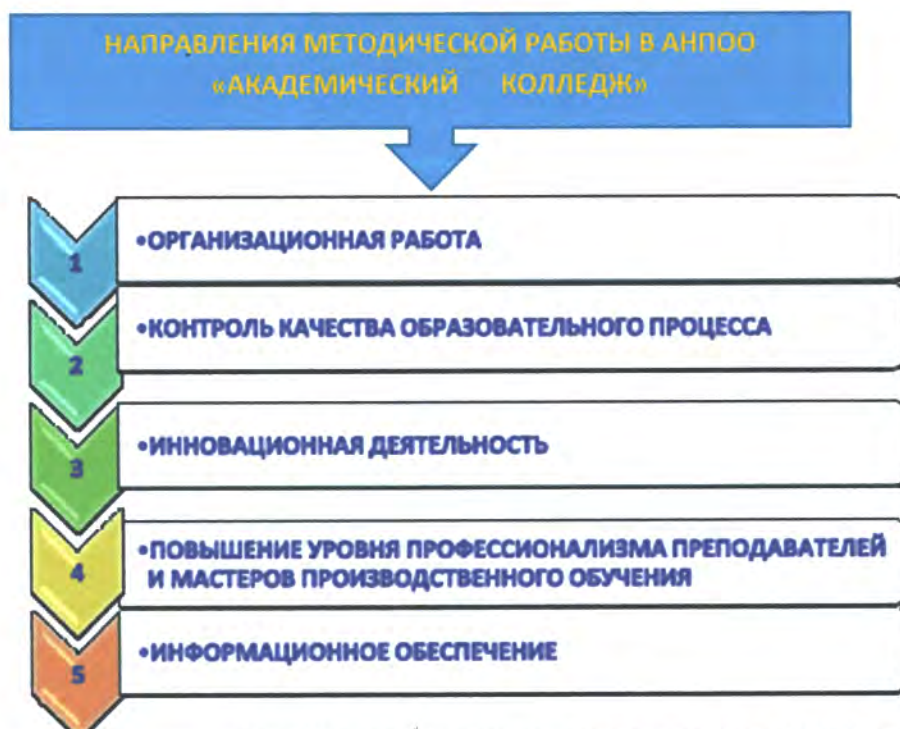 НАПРАВЛЕНИЯ МЕТОДИЧЕСКОЙ РАБОТЫ В АНПОО
«АКАДЕМИЧЕСКИЙ КОЛЛЕДЖ»
1
•ОРГАНИЗАЦИОННАЯ РАБОТА
2
•КОНТРОЛЬ КАЧЕСТВА ОБРАЗОВАТЕЛЬНОГО ПРОЦЕССА
3
•ИННОВАЦИОННАЯ ДЕЯТЕЛЬНОСТЬ
4
•ПОВЫШЕНИЕ УРОВНЯ ПРОФЕССИОНАЛИЗМА ПРЕПОДАВАТЕЛЕЙ
И МАСТЕРОВ ПРОИЗВОДСТВЕННОГО ОБУЧЕНИЯ
5
•ИНФОРМАЦИОННОЕ ОБЕСПЕЧЕНИЕ